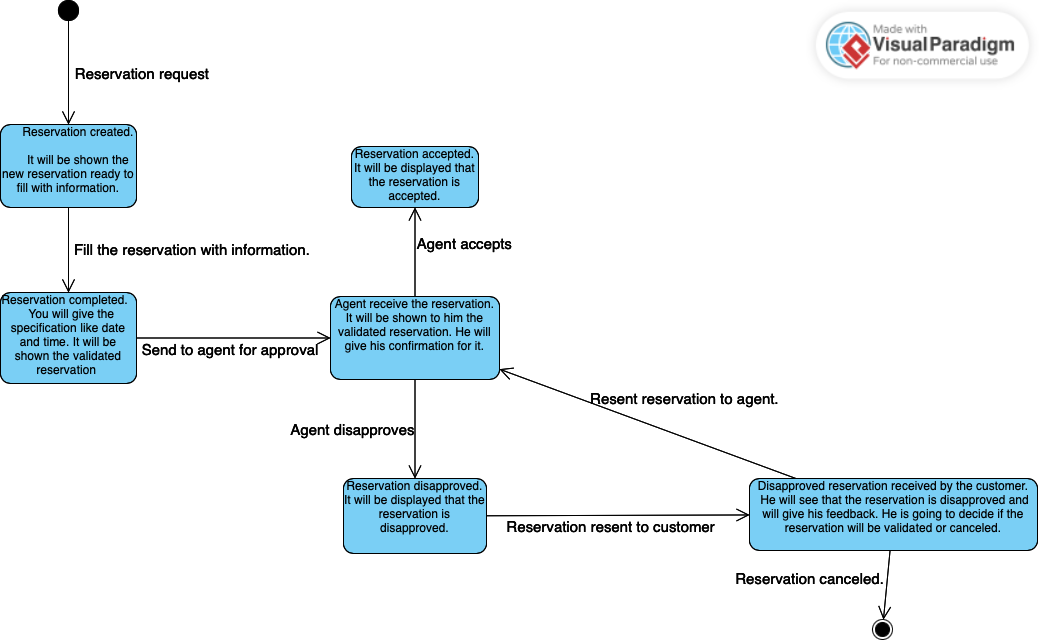 Made with
Visual Paradigm
For non-commercial use
Reservation request
Reservation created.
It will be shown the
new reservation ready to
fill with information.
Fill the reservation with information.
Reservation completed.
You will give the
specification like date
and time. It will be
shown the validated
reservation
Send to agent for approval
Reservation accepted.
It will be displayed that
the reservation is
accepted.
Agent accepts
Agent receive the reservation.
It will be shown to him the
validated reservation. He will
give his confirmation for it.
Resent reservation to agent.
Agent disapproves
Reservation disapproved.
It will be displayed that the
reservation is
disapproved.
Reservation resent to customer
Disapproved reservation received by the customer.
He will see that the reservation is disapproved and
will give his feedback. He is going to decide if the
reservation will be validated or canceled.
Reservation canceled.